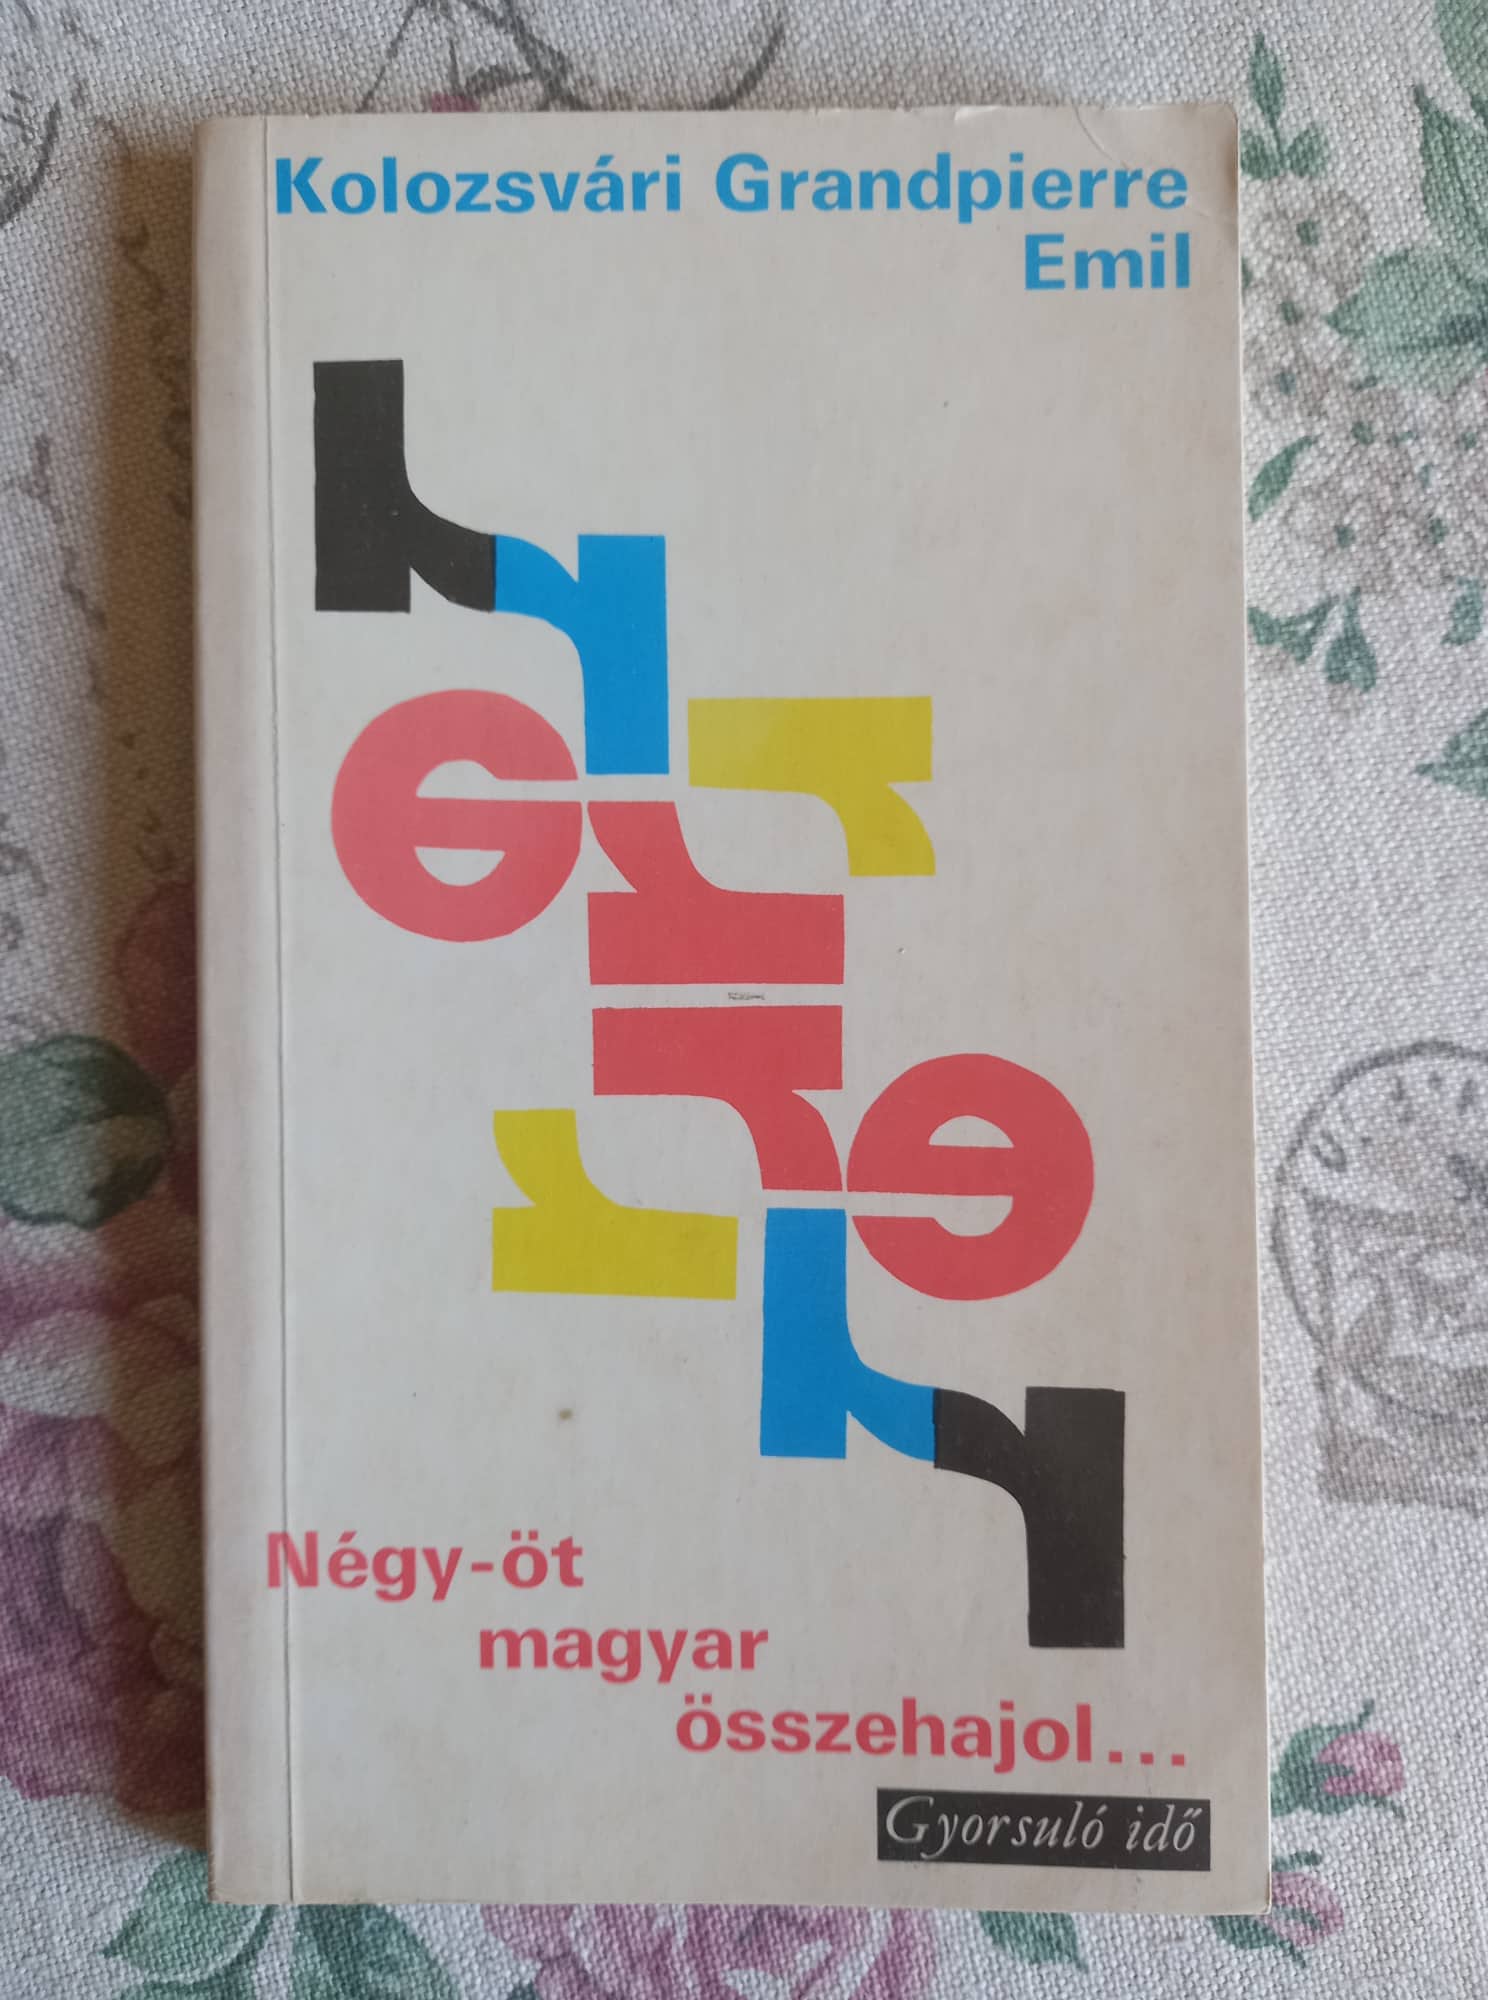 Kolozsvári Grandpierre
Emil
r
r
e
r
r
r
r
e
r
r
Négy-öt
magyar
összehajol...
Gyorsuló idő